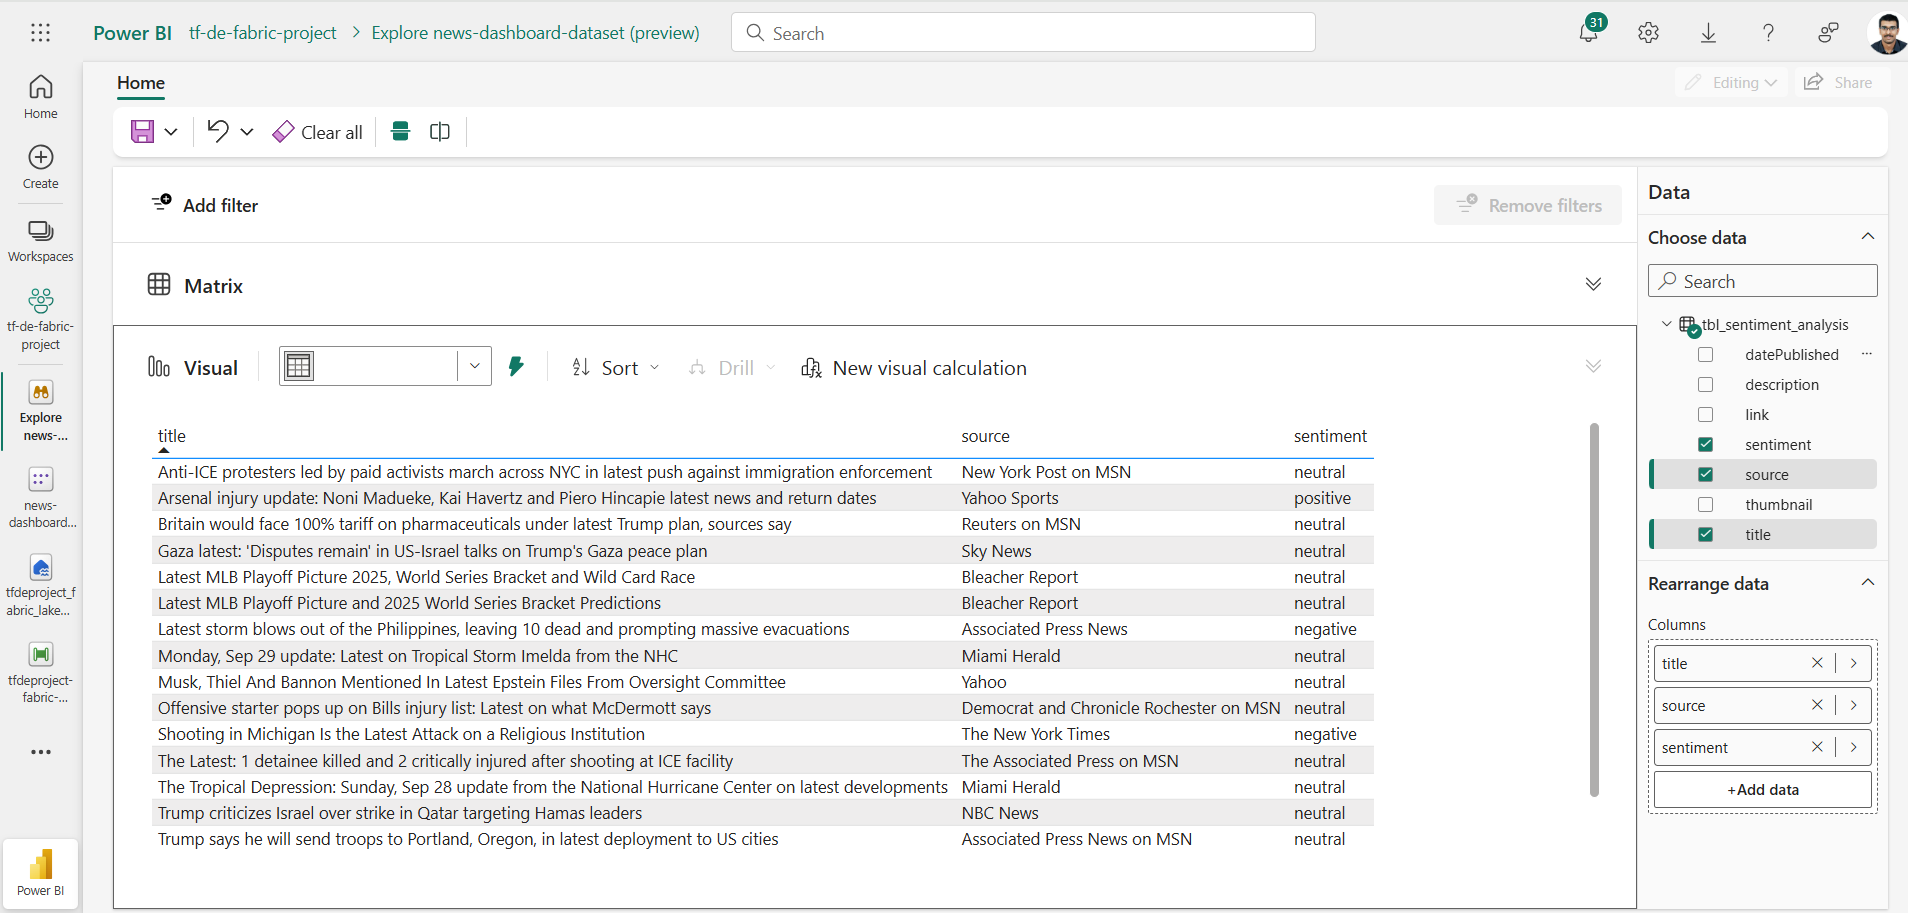 Power BI tf-de-fabric-project > Explore news-dashboard-dataset (preview)
Search
31
Home
Editing
Share
Clear all
Home
Create
Workspaces
tf-de-fabric-
project
Explore
news-...
news-
dashboard...
tfdeproject_f
abric_lake...
tfdeproject-
fabric-...
Power BI
Add filter
Remove filters
Matrix
Visual
Sort
Drill
New visual calculation
title source sentiment
Anti-ICE protesters led by paid activists march across NYC in latest push against immigration enforcement New York Post on MSN neutral
Arsenal injury update: Noni Madueke, Kai Havertz and Piero Hincapie latest news and return dates Yahoo Sports positive
Britain would face 100% tariff on pharmaceuticals under latest Trump plan, sources say Reuters on MSN neutral
Gaza latest: 'Disputes remain' in US-Israel talks on Trump's Gaza peace plan Sky News neutral
Latest MLB Playoff Picture 2025, World Series Bracket and Wild Card Race Bleacher Report neutral
Latest MLB Playoff Picture and 2025 World Series Bracket Predictions Bleacher Report neutral
Latest storm blows out of the Philippines, leaving 10 dead and prompting massive evacuations Associated Press News negative
Monday, Sep 29 update: Latest on Tropical Storm Imelda from the NHC Miami Herald neutral
Musk, Thiel And Bannon Mentioned In Latest Epstein Files From Oversight Committee Yahoo neutral
Offensive starter pops up on Bills injury list: Latest on what McDermott says Democrat and Chronicle Rochester on MSN neutral
Shooting in Michigan Is the Latest Attack on a Religious Institution The New York Times negative
The Latest: 1 detainee killed and 2 critically injured after shooting at ICE facility The Associated Press on MSN neutral
The Tropical Depression: Sunday, Sep 28 update from the National Hurricane Center on latest developments Miami Herald neutral
Trump criticizes Israel over strike in Qatar targeting Hamas leaders NBC News neutral
Trump says he will send troops to Portland, Oregon, in latest deployment to US cities Associated Press News on MSN neutral
Data
Choose data
Search
tbl_sentiment_analysis
datePublished
description
link
sentiment
source
thumbnail
title
Rearrange data
Columns
title
source
sentiment
+Add data